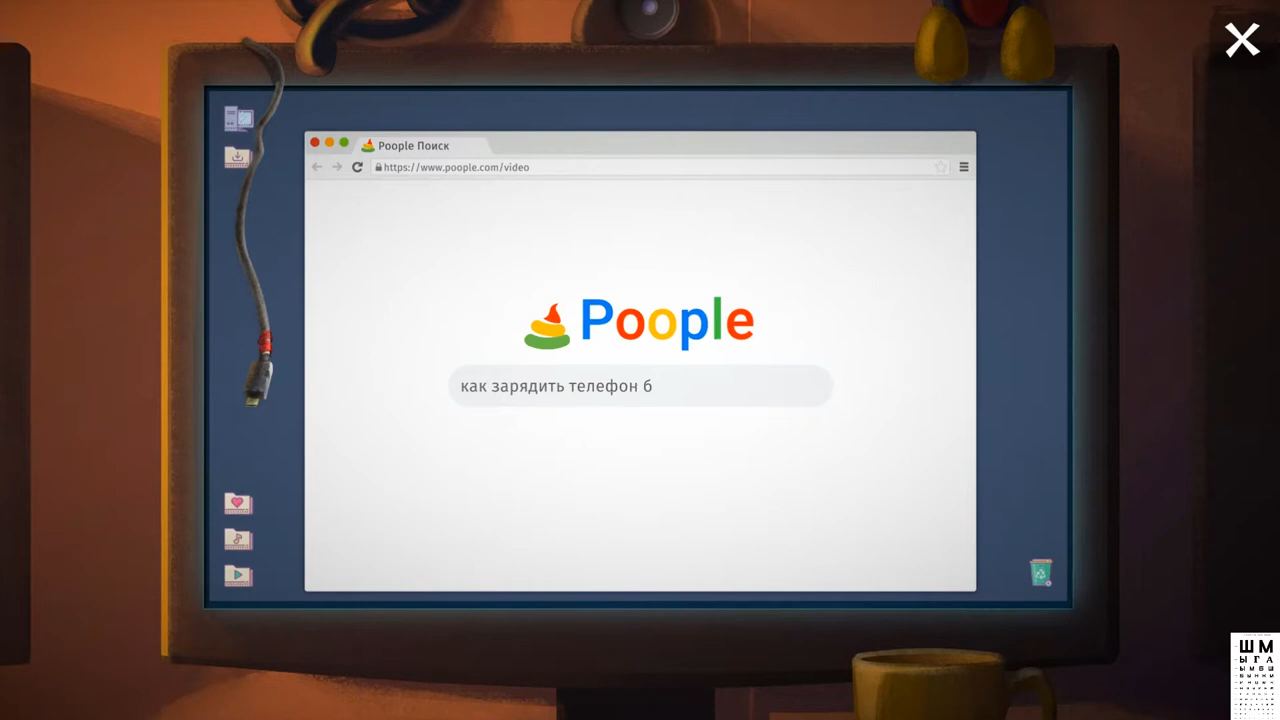 Poople Поиск
https://www.poople.com/video
Poople
как зарядить телефон б
Ш М
Ы Г А
Ы М Б Ш